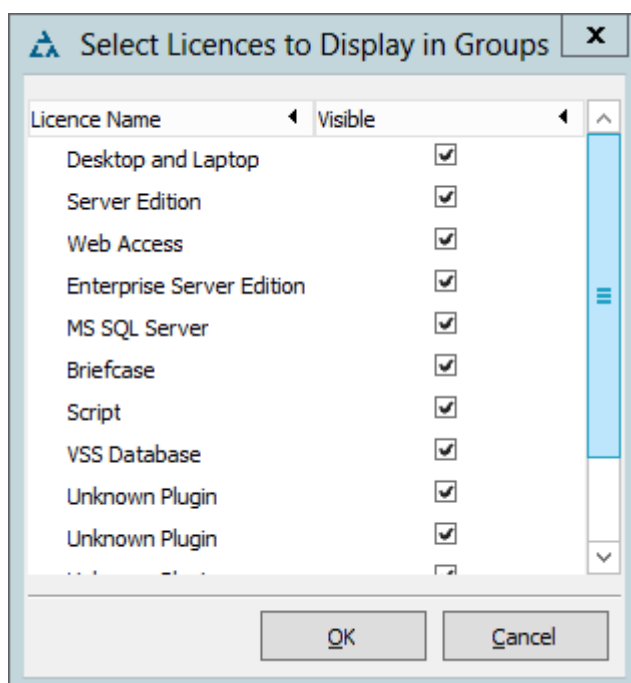 Select Licences to Display in Groups
Licence Name Visible
Desktop and Laptop
Server Edition
Web Access
Enterprise Server Edition
MS SQL Server
Briefcase
Script
VSS Database
Unknown Plugin
Unknown Plugin
OK Cancel